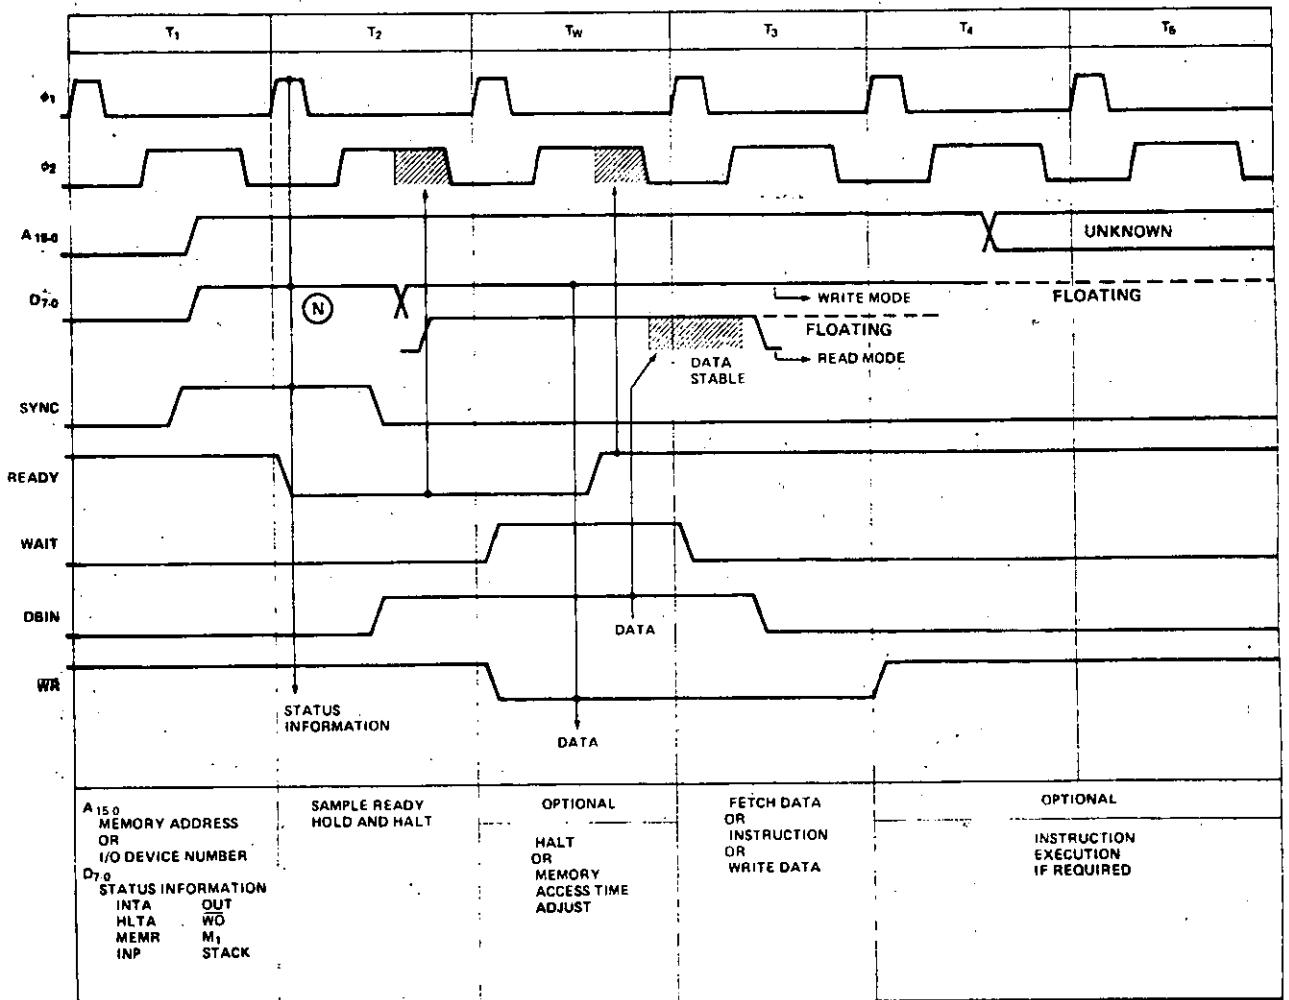 T₁ T₂ Tw T₃ T₄ T₅
φ₁
φ₂
A₁₅₋₀
UNKNOWN
D₇₋₀
N
WRITE MODE
FLOATING
FLOATING
READ MODE
DATA
STABLE
SYNC
READY
WAIT
DBIN
DATA
W̅R̅
STATUS
INFORMATION
DATA
A₁₅₋₀
MEMORY ADDRESS
OR
I/O DEVICE NUMBER
D₇₋₀
STATUS INFORMATION
INTA OUT
HLTA W̅O̅
MEMR M₁
INP STACK
SAMPLE READY
HOLD AND HALT
OPTIONAL
HALT
OR
MEMORY
ACCESS TIME
ADJUST
FETCH DATA
OR
INSTRUCTION
OR
WRITE DATA
OPTIONAL
INSTRUCTION
EXECUTION
IF REQUIRED